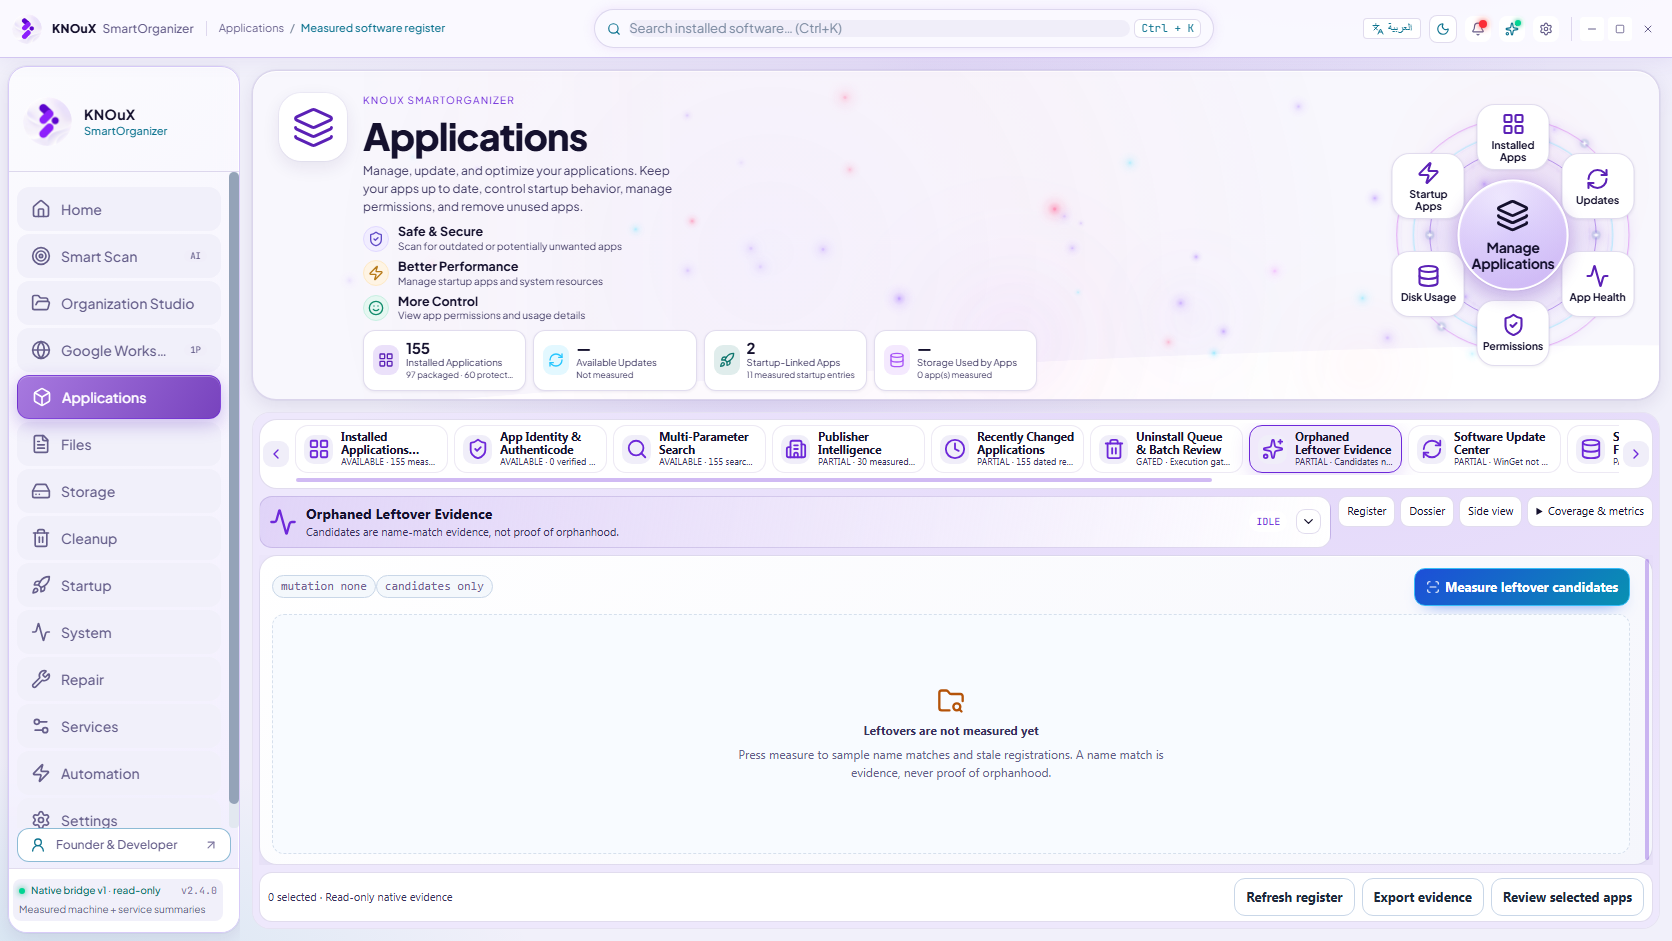 KNOuX SmartOrganizer
Applications / Measured software register
Search installed software... (Ctrl+K)
Ctrl + K
العربية
KNOuX
SmartOrganizer
Home
Smart Scan AI
Organization Studio
Google Works... 1P
Applications
Files
Storage
Cleanup
Startup
System
Repair
Services
Automation
Settings
Founder & Developer
Native bridge v1 · read-only v2.4.0
Measured machine + service summaries
KNOUX SMARTORGANIZER
Applications
Manage, update, and optimize your applications. Keep
your apps up to date, control startup behavior, manage
permissions, and remove unused apps.
Safe & Secure
Scan for outdated or potentially unwanted apps
Better Performance
Manage startup apps and system resources
More Control
View app permissions and usage details
155
Installed Applications
97 packaged · 60 protect...
—
Available Updates
Not measured
2
Startup-Linked Apps
11 measured startup entries
—
Storage Used by Apps
0 app(s) measured
Installed
Apps
Startup
Apps
Updates
Manage
Applications
Disk Usage
App Health
Permissions
Installed
Applications...
AVAILABLE · 155 meas...
App Identity &
Authenticode
AVAILABLE · 0 verified ...
Multi-Parameter
Search
AVAILABLE · 155 searc...
Publisher
Intelligence
PARTIAL · 30 measured...
Recently Changed
Applications
PARTIAL · 155 dated re...
Uninstall Queue
& Batch Review
GATED · Execution gat...
Orphaned
Leftover Evidence
PARTIAL · Candidates n...
Software Update
Center
PARTIAL · WinGet not ...
S
F
Orphaned Leftover Evidence
Candidates are name-match evidence, not proof of orphanhood.
IDLE
Register
Dossier
Side view
Coverage & metrics
mutation none
candidates only
Measure leftover candidates
Leftovers are not measured yet
Press measure to sample name matches and stale registrations. A name match is
evidence, never proof of orphanhood.
0 selected · Read-only native evidence
Refresh register
Export evidence
Review selected apps